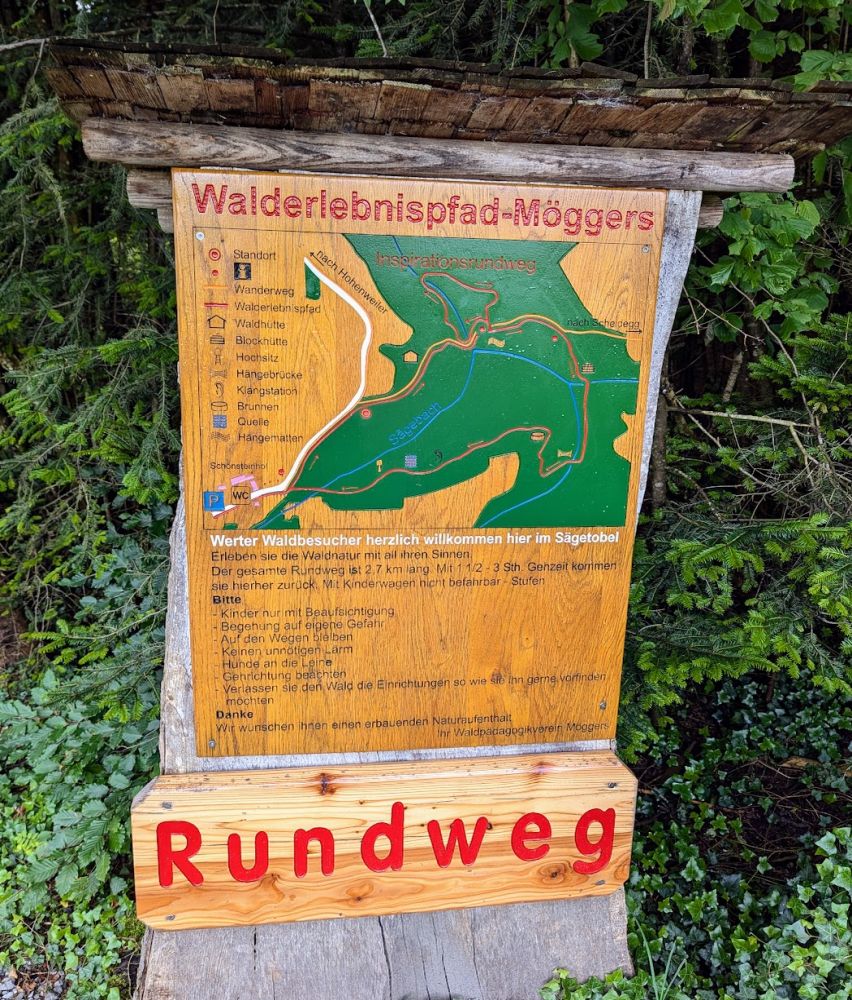 Walderlebnispfad-Möggers
Inspirationsrundweg
nach Hohenweiler
nach Scheidegg
Standort
Wanderweg
Walderlebnispfad
Waldhütte
Blockhütte
Hochsitz
Hängebrücke
Klangstation
Brunnen
Quelle
Hängematten
Sägebach
Schönsteinhof
P
WC
Werter Waldbesucher herzlich willkommen hier im Sägetobel
Erleben sie die Waldnatur mit all ihren Sinnen.
Der gesamte Rundweg ist 2.7 km lang. Mit 1 1/2 - 3 Sth. Gehzeit kommen
sie hierher zurück. Mit Kinderwagen nicht befahrbar - Stufen
Bitte
- Kinder nur mit Beaufsichtigung
- Begehung auf eigene Gefahr
- Auf den Wegen bleiben
- Keinen unnötigen Lärm
- Hunde an die Leine
- Gehrichtung beachten
- Verlassen sie den Wald die Einrichtungen so wie sie ihn gerne vorfinden
möchten
Danke
Wir wünschen ihnen einen erbauenden Naturaufenthalt
Ihr Waldpädagogikverein Möggers
Rundweg